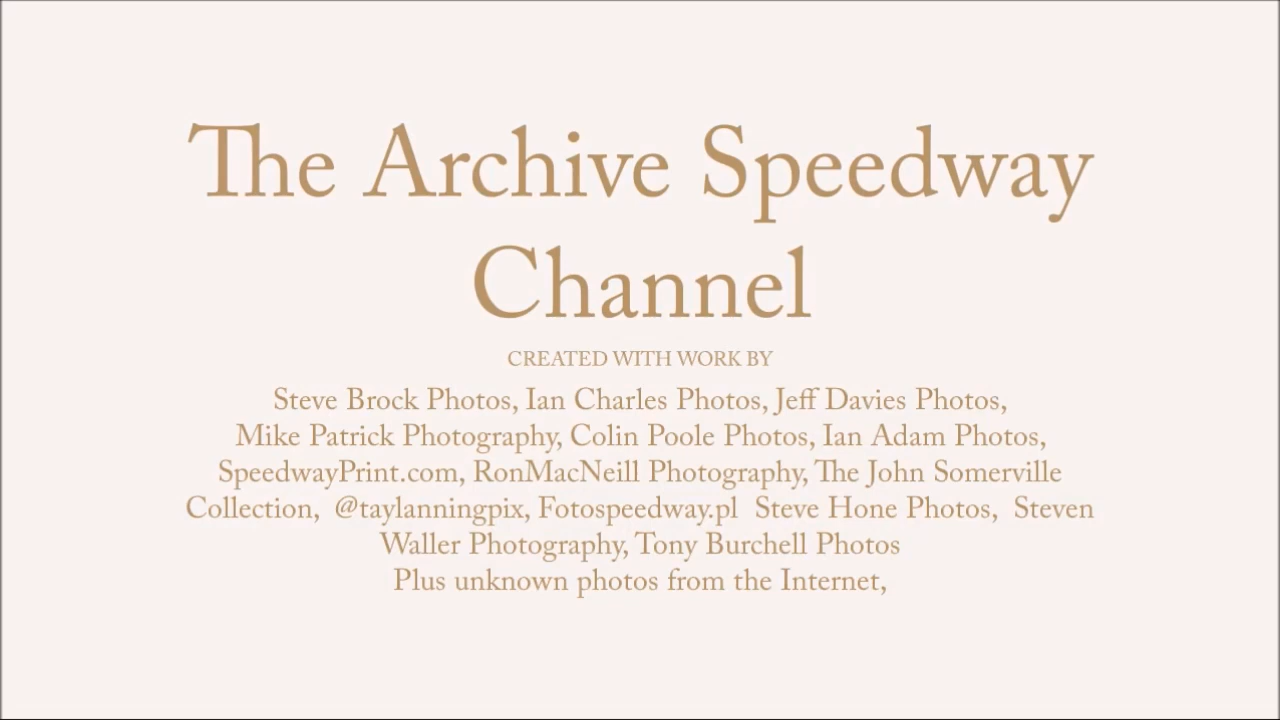 The Archive Speedway
Channel
CREATED WITH WORK BY
Steve Brock Photos, Ian Charles Photos, Jeff Davies Photos,
Mike Patrick Photography, Colin Poole Photos, Ian Adam Photos,
SpeedwayPrint.com, RonMacNeill Photography, The John Somerville
Collection,  @taylanningpix, Fotospeedway.pl  Steve Hone Photos,  Steven
Waller Photography, Tony Burchell Photos
Plus unknown photos from the Internet,